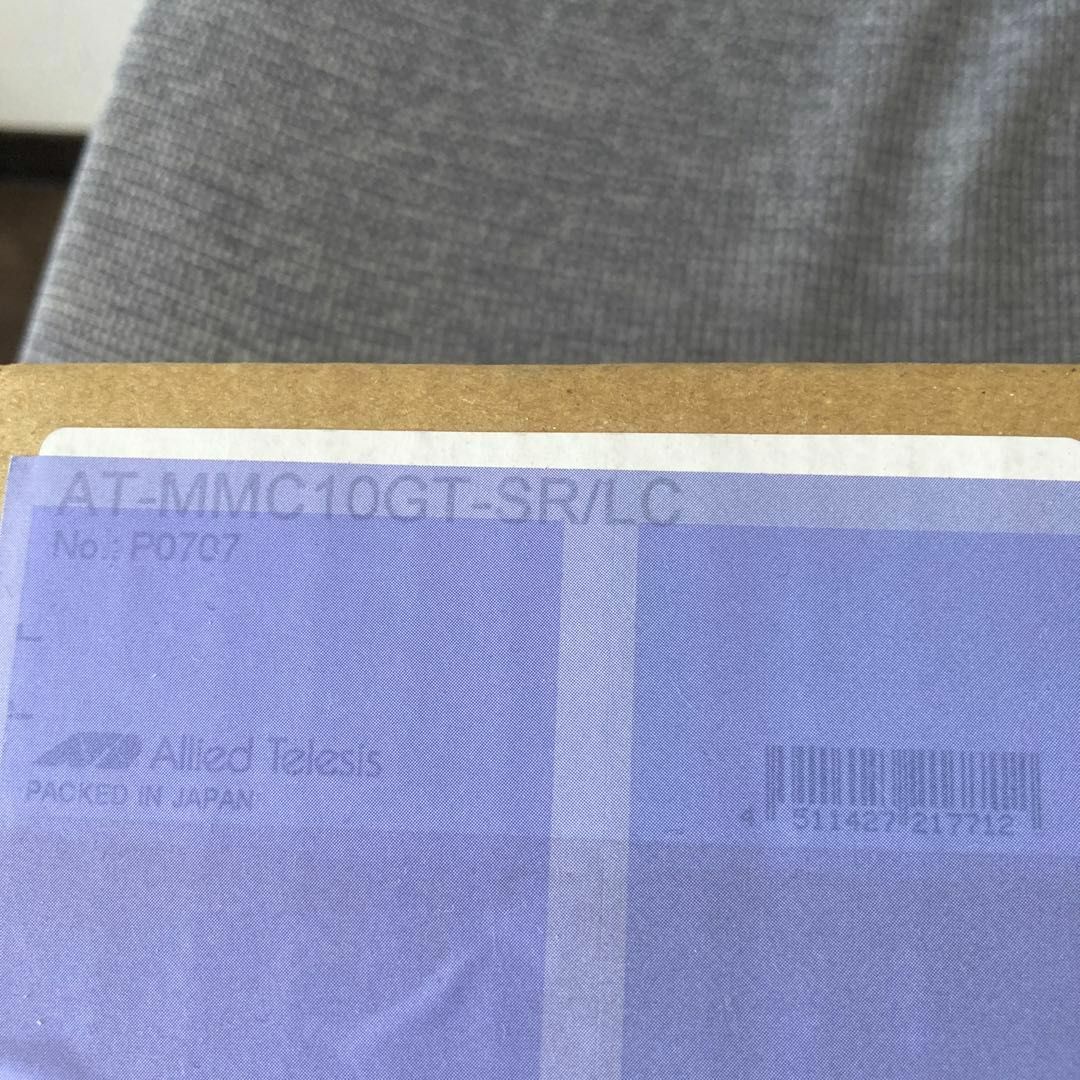 AT-MMC10GT-SR/LC
No.: P0707
Allied Telesis
PACKED IN JAPAN
4 511427 217712